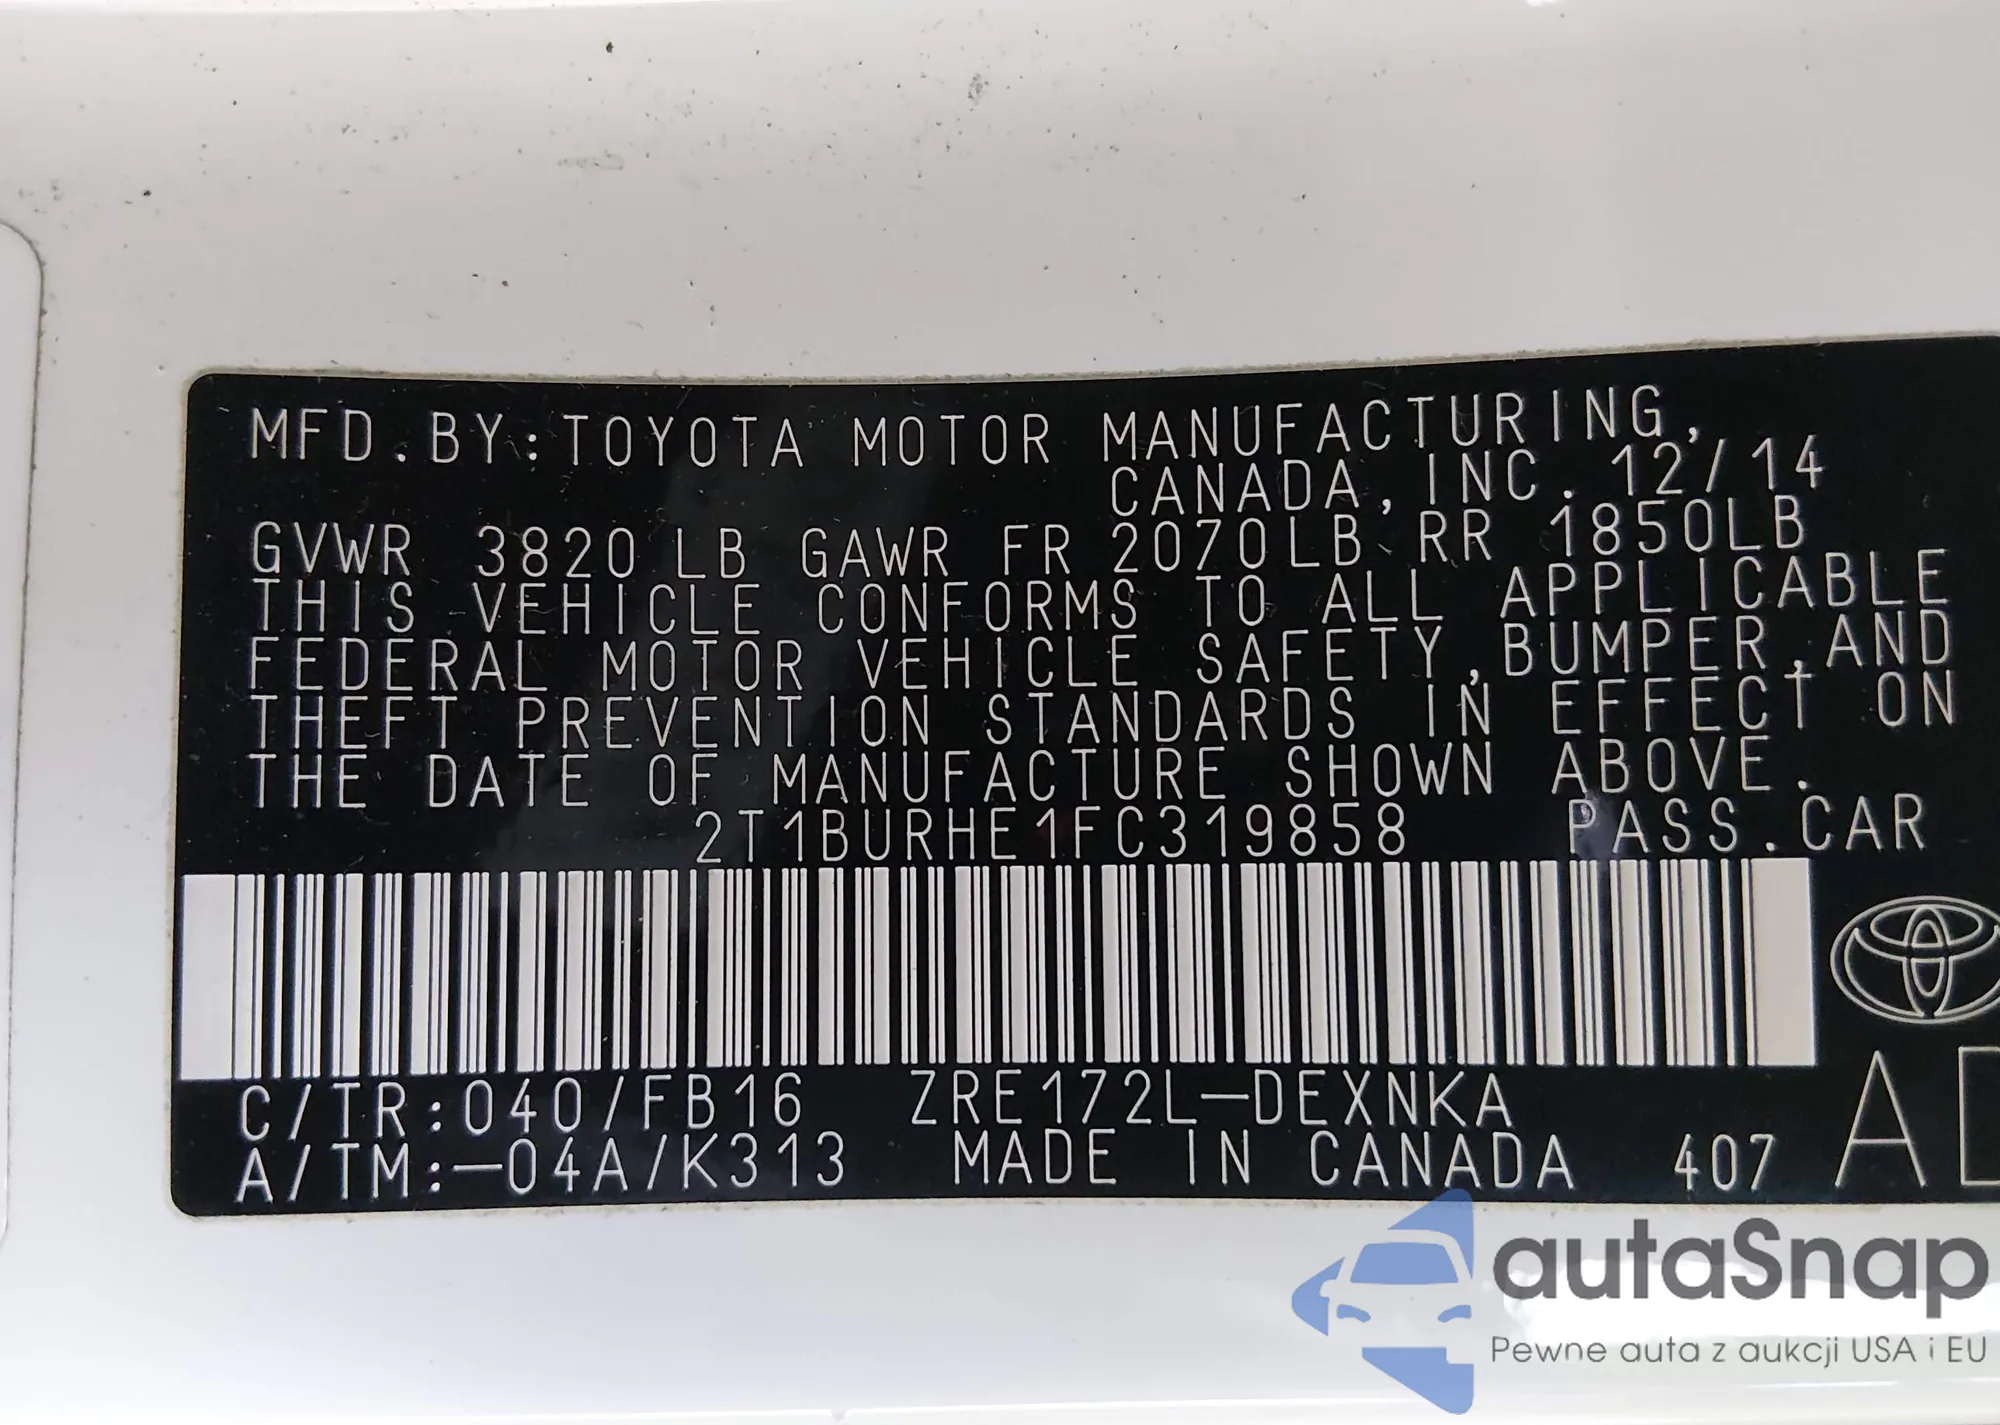 MFD.BY:TOYOTA MOTOR MANUFACTURING,
CANADA,INC. 12/14
GVWR 3820LB GAWR FR 2070LB RR 1850LB
THIS VEHICLE CONFORMS TO ALL APPLICABLE
FEDERAL MOTOR VEHICLE SAFETY,BUMPER,AND
THEFT PREVENTION STANDARDS IN EFFECT ON
THE DATE OF MANUFACTURE SHOWN ABOVE.
2T1BURHE1FC319858 PASS.CAR
C/TR:040/FB16 ZRE172L-DEXNKA
A/TM:-04A/K313 MADE IN CANADA 407
autaSnap
Pewne auta z aukcji USA i EU